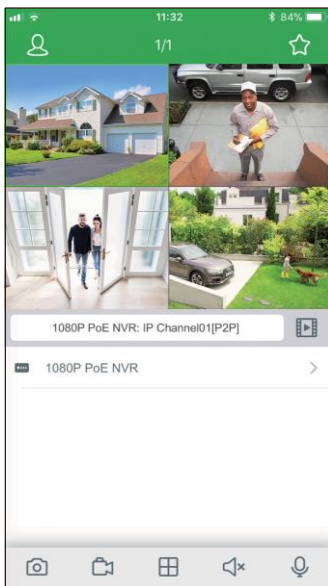 11:32
84%
1/1
1080P PoE NVR: IP Channel01[P2P]
1080P PoE NVR